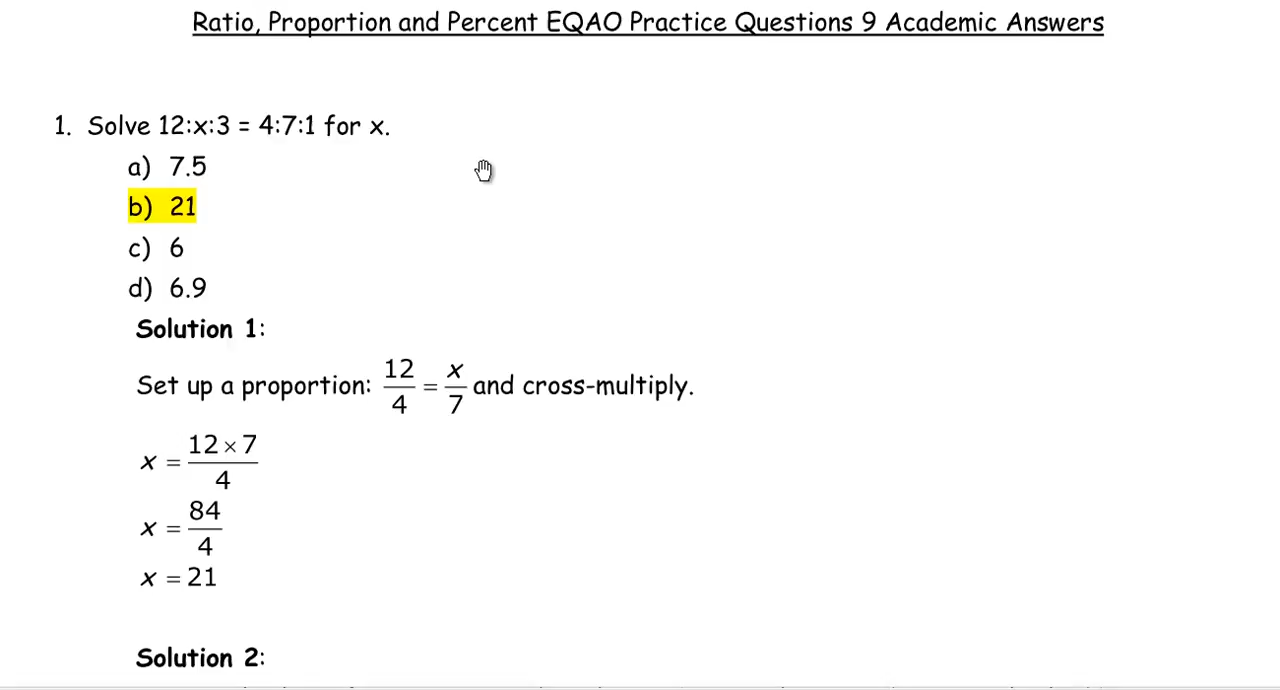 Ratio, Proportion and Percent EQAO Practice Questions 9 Academic Answers
1. Solve 12:x:3 = 4:7:1 for x.
a) 7.5
b) 21
c) 6
d) 6.9
Solution 1:
Set up a proportion: 12/4 = x/7 and cross-multiply.
x = 12×7/4
x = 84/4
x = 21
Solution 2: